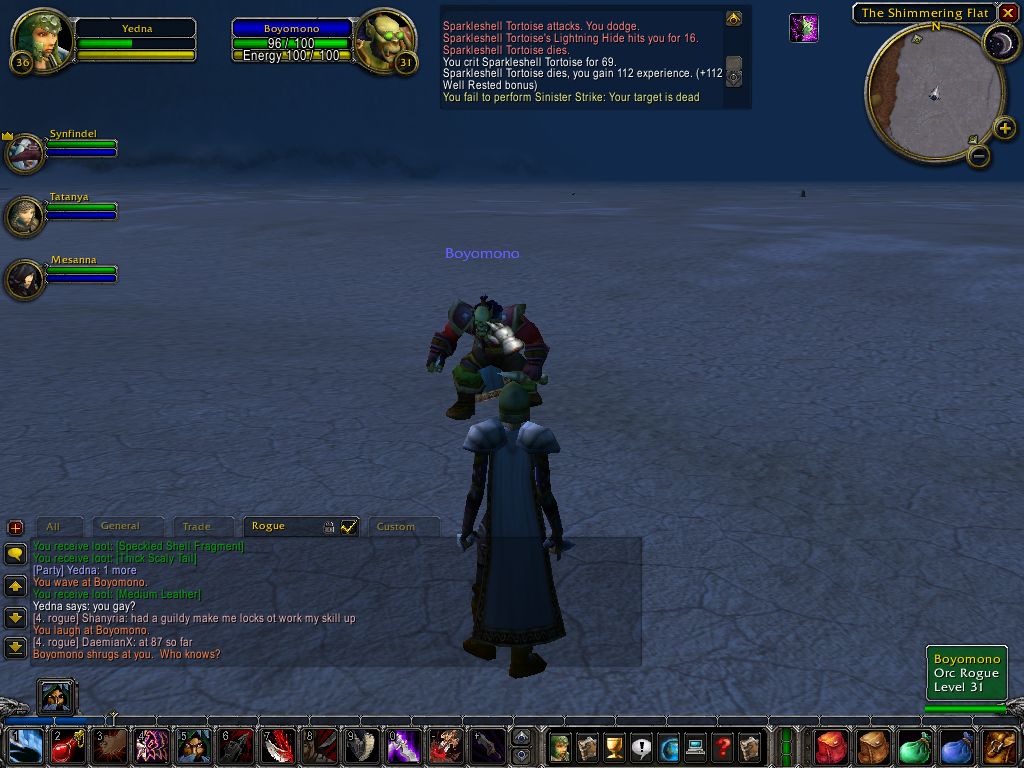 Yedna
36
Boyomono
96 / 100
Energy 100 / 100
31
Sparkleshell Tortoise attacks. You dodge.
Sparkleshell Tortoise's Lightning Hide hits you for 16.
Sparkleshell Tortoise dies.
You crit Sparkleshell Tortoise for 69.
Sparkleshell Tortoise dies, you gain 112 experience. (+112
Well Rested bonus)
You fail to perform Sinister Strike: Your target is dead
The Shimmering Flat
N
Synfindel
Tatanya
Mesanna
Boyomono
All
General
Trade
Rogue
Custom
You receive loot: [Speckled Shell Fragment]
You receive loot: [Thick Scaly Tail]
[Party] Yedna: 1 more
You wave at Boyomono.
You receive loot: [Medium Leather]
Yedna says: you gay?
[4. rogue] Shanyria: had a guildy make me locks ot work my skill up
You laugh at Boyomono.
[4. rogue] DaemianX: at 87 so far
Boyomono shrugs at you. Who knows?
Boyomono
Orc Rogue
Level 31
1 2 3 4 5 6 7 8 9 0